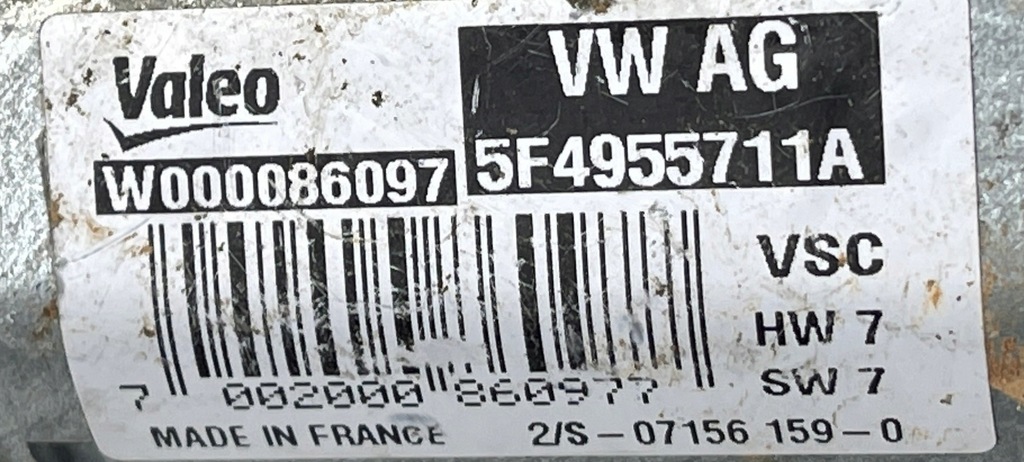 Valeo
VW AG
W000086097
5F4955711A
VSC
HW 7
SW 7
7 002000 860977
MADE IN FRANCE
2/S-07156 159-0